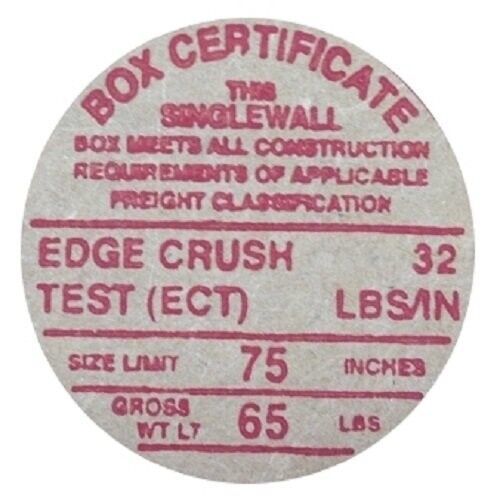 BOX CERTIFICATE
THIS
SINGLEWALL
BOX MEETS ALL CONSTRUCTION
REQUIREMENTS OF APPLICABLE
FREIGHT CLASSIFICATION
EDGE CRUSH 32
TEST (ECT) LBS/IN
SIZE LIMIT 75 INCHES
GROSS
WT LT 65 LBS